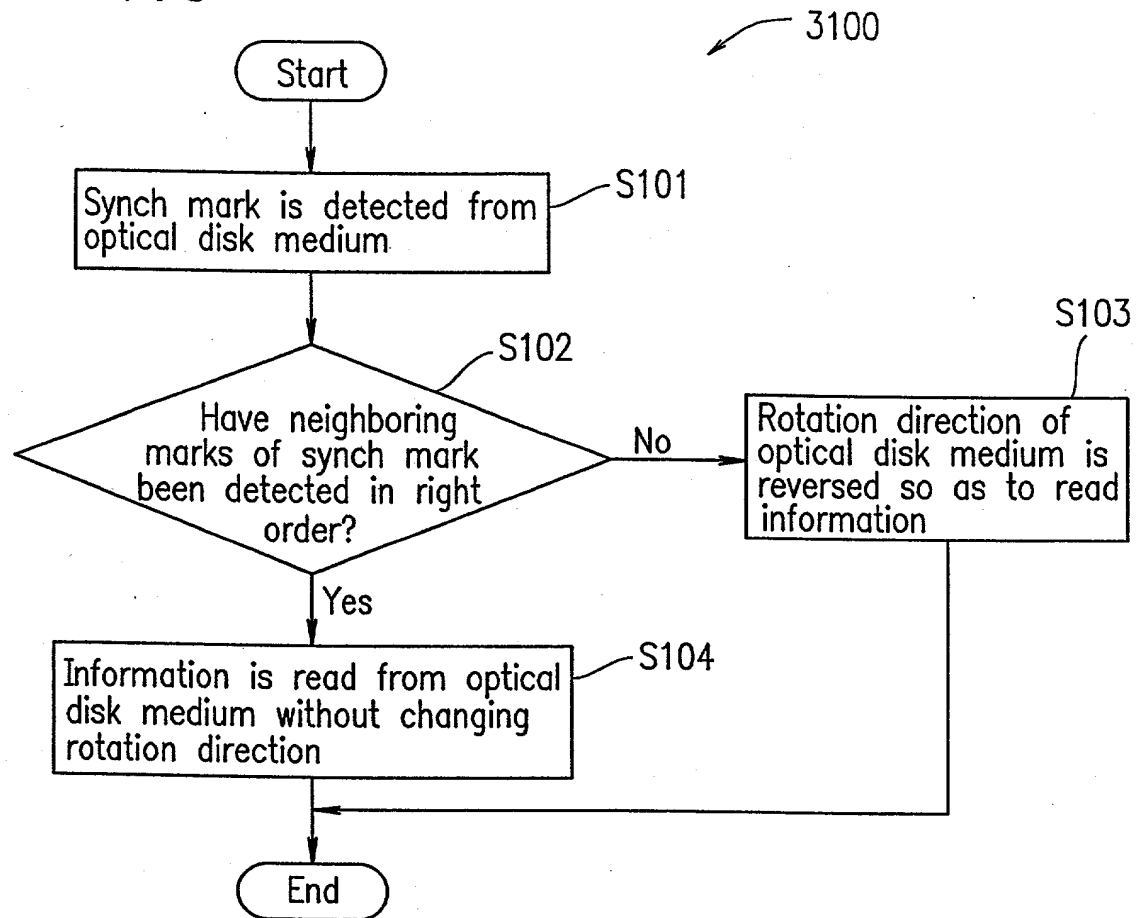 3100
Start
S101
Synch mark is detected from
optical disk medium
S102
Have neighboring
marks of synch mark
been detected in right
order?
No
S103
Rotation direction of
optical disk medium is
reversed so as to read
information
Yes
S104
Information is read from optical
disk medium without changing
rotation direction
End